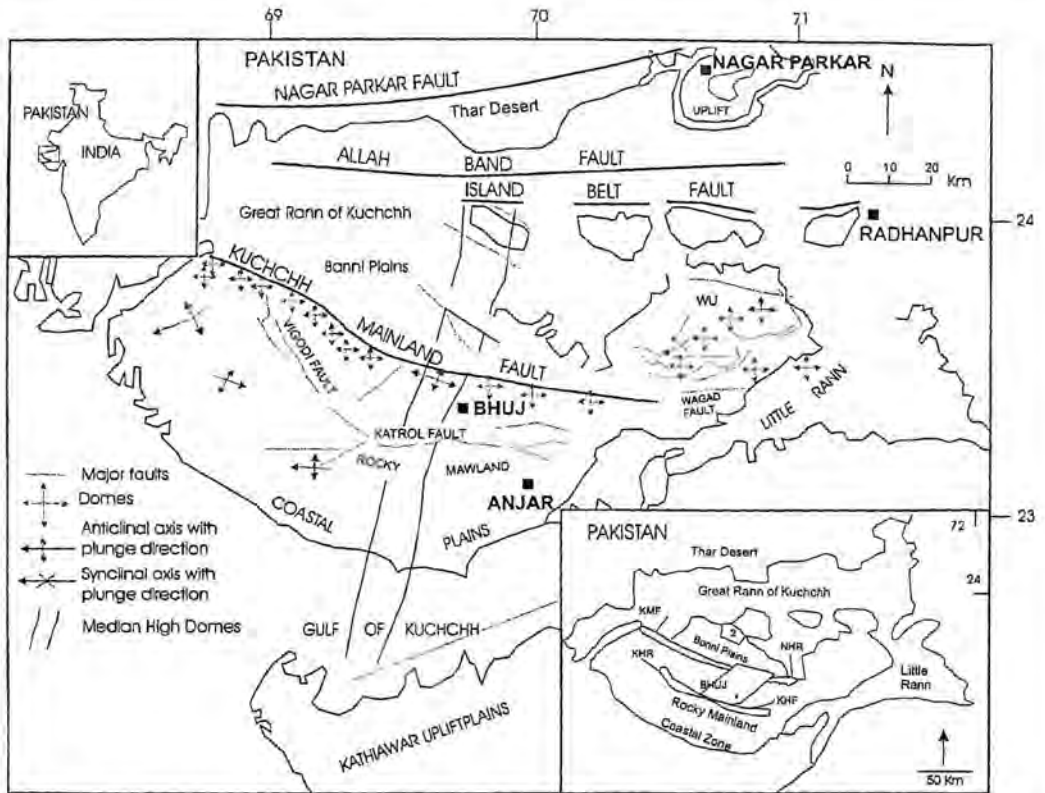 69
70
71
PAKISTAN
NAGAR PARKAR
NAGAR PARKAR FAULT
N
Thar Desert
UPLIFT
PAKISTAN
INDIA
ALLAH BAND FAULT
0 10 20
Km
ISLAND BELT FAULT
Great Rann of Kuchchh
24
RADHANPUR
KUCHCHH MAINLAND FAULT
Banni Plains
WU
VIGODI FAULT
WAGAD
FAULT
LITTLE RANN
BHUJ
KATROL FAULT
ROCKY MAWLAND
ANJAR
23
COASTAL PLAINS
Major faults
Domes
Anticlinal axis with
plunge direction
Synclinal axis with
plunge direction
Median High Domes
GULF OF KUCHCHH
KATHIAWAR UPLIFTPLAINS
PAKISTAN
72
Thar Desert
24
Great Rann of Kuchchh
KMF
2
Banni Plains
NHR
KHR
BHUJ
KHF
Little
Rann
Rocky Mainland
Coastal Zone
50 Km